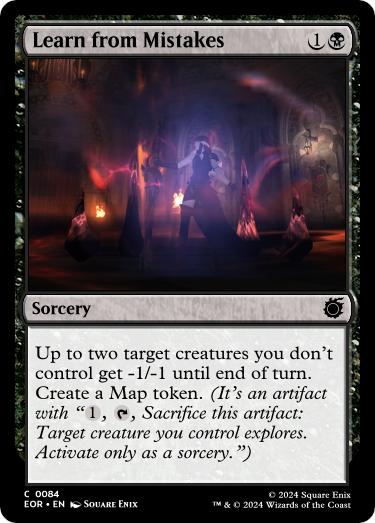 Learn from Mistakes 1
Sorcery
Up to two target creatures you don't
control get -1/-1 until end of turn.
Create a Map token. (It's an artifact
with “1, , Sacrifice this artifact:
Target creature you control explores.
Activate only as a sorcery.”)
C 0084
EOR • EN Square Enix
© 2024 Square Enix
™ & © 2024 Wizards of the Coast